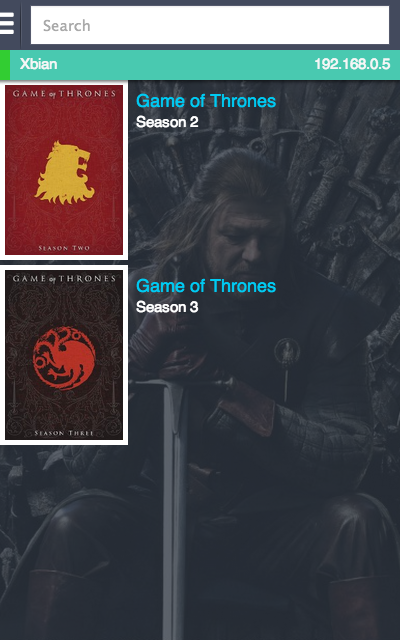 Search
Xbian 192.168.0.5
GAME of THRONES
SEASON TWO
Game of Thrones
Season 2
GAME of THRONES
SEASON THREE
Game of Thrones
Season 3